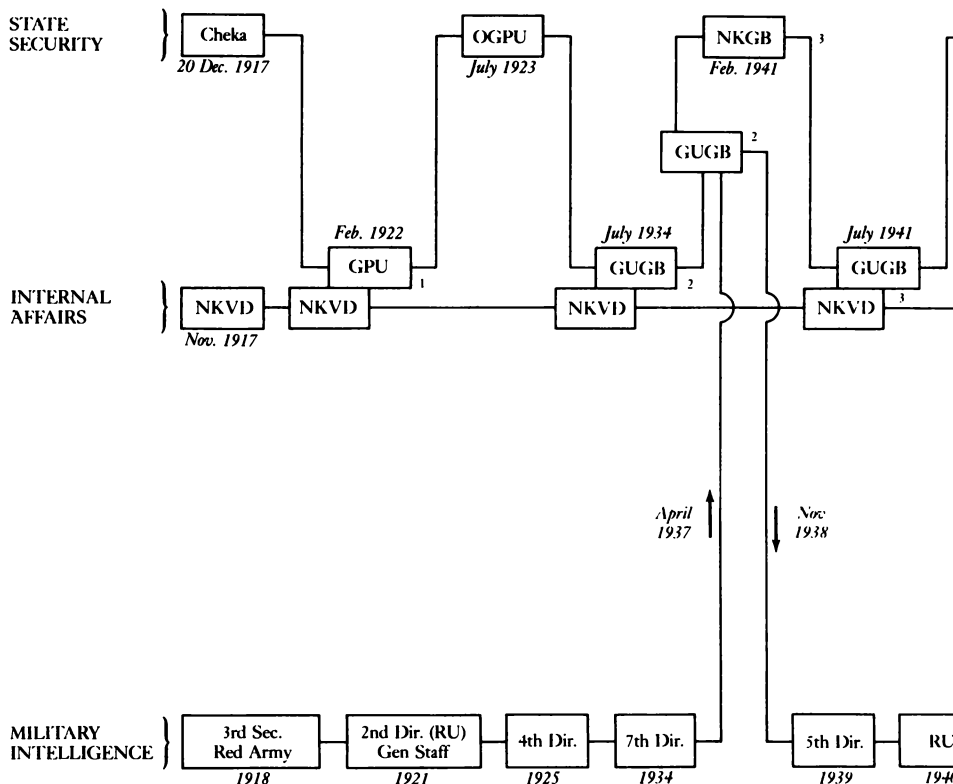 STATE
SECURITY
Cheka
20 Dec. 1917
OGPU
July 1923
NKGB
3
Feb. 1941
GUGB
2
Feb. 1922
GPU
1
July 1934
GUGB
2
July 1941
GUGB
3
INTERNAL
AFFAIRS
NKVD
Nov. 1917
NKVD
NKVD
NKVD
April
1937
Nov
1938
MILITARY
INTELLIGENCE
3rd Sec.
Red Army
1918
2nd Dir. (RU)
Gen Staff
1921
4th Dir.
1925
7th Dir.
1934
5th Dir.
1939
RU
1940